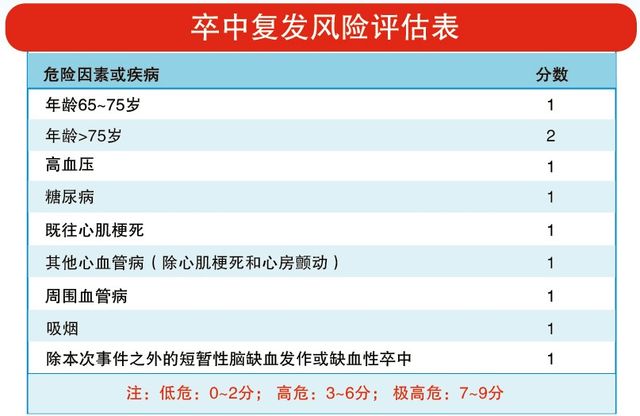 卒中复发风险评估表
危险因素或疾病 分数
年龄65~75岁 1
年龄>75岁 2
高血压 1
糖尿病 1
既往心肌梗死 1
其他心血管病（除心肌梗死和心房颤动） 1
周围血管病 1
吸烟 1
除本次事件之外的短暂性脑缺血发作或缺血性卒中 1
注：低危：0~2分；高危：3~6分；极高危：7~9分